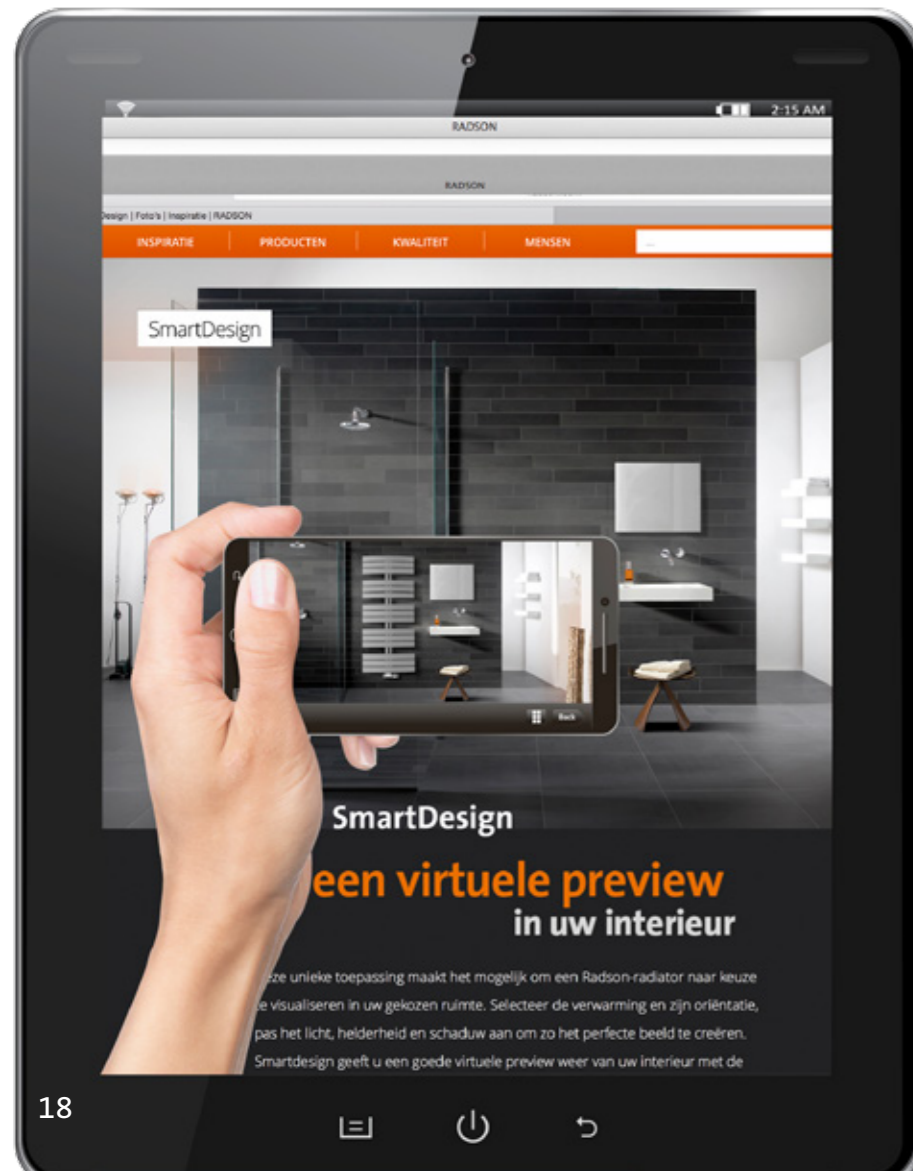 2:15 AM
RADSON
RADSON
Design | Foto's | Inspiratie | RADSON
INSPIRATIE PRODUCTEN KWALITEIT MENSEN ...
SmartDesign
Back
SmartDesign
een virtuele preview
in uw interieur
eze unieke toepassing maakt het mogelijk om een Radson-radiator naar keuze
te visualiseren in uw gekozen ruimte. Selecteer de verwarming en zijn oriëntatie,
pas het licht, helderheid en schaduw aan om zo het perfecte beeld te creëren.
Smartdesign geeft u een goede virtuele preview weer van uw interieur met de
18